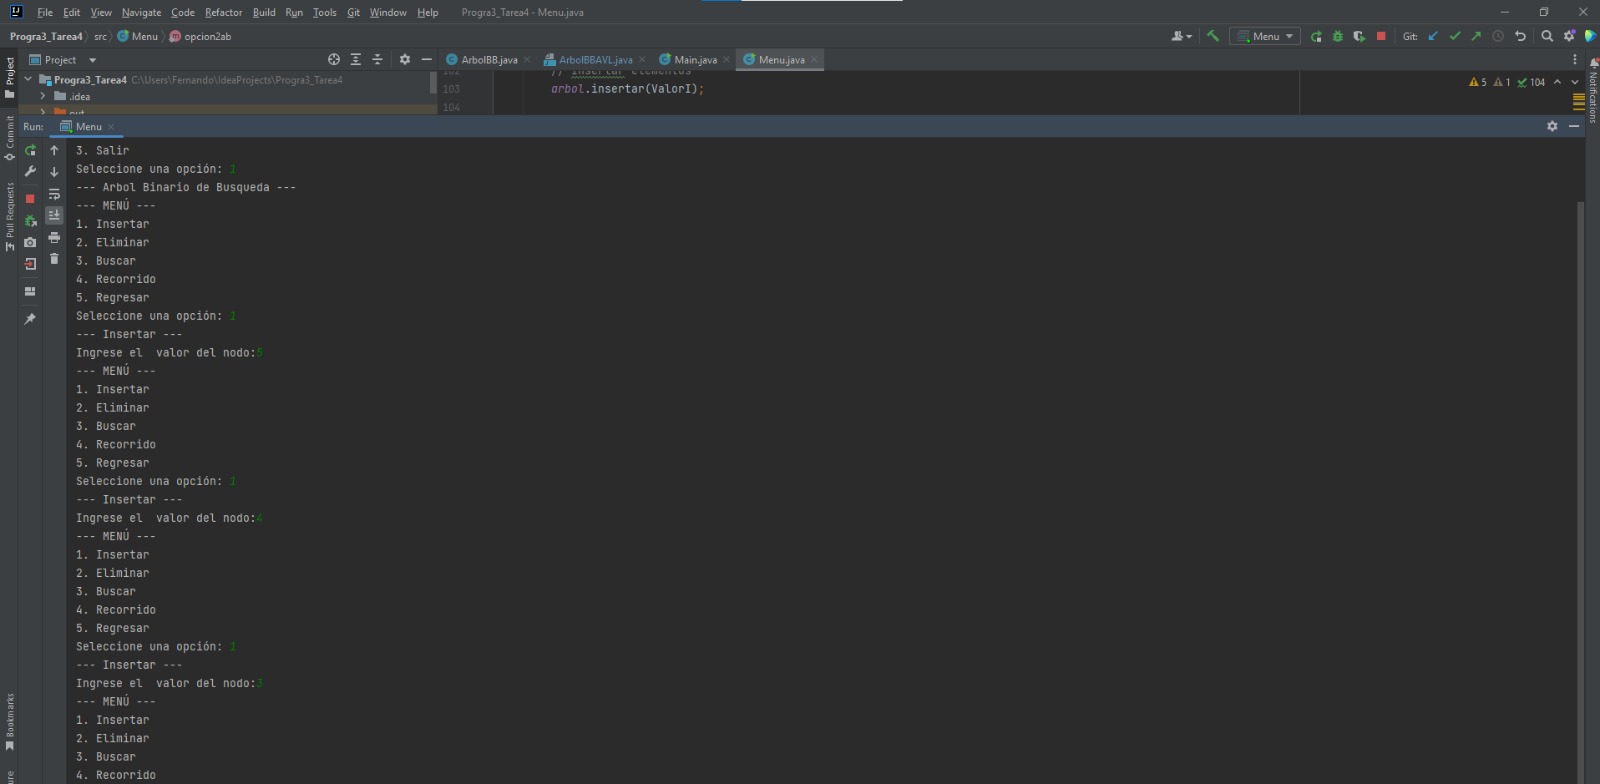 File Edit View Navigate Code Refactor Build Run Tools Git Window Help Progra3_Tarea4 - Menu.java
Progra3_Tarea4 src Menu opcion2ab Menu Git:
Project ArbolBB.java ArbolBBAVL.java Main.java Menu.java
Progra3_Tarea4 C:\Users\Fernando\IdeaProjects\Progra3_Tarea4
.idea
out
102 // Insertar elementos
103 arbol.insertar(ValorI);
104
5 1 104
Run: Menu
3. Salir
Seleccione una opción: 1
--- Arbol Binario de Busqueda ---
--- MENÚ ---
1. Insertar
2. Eliminar
3. Buscar
4. Recorrido
5. Regresar
Seleccione una opción: 1
--- Insertar ---
Ingrese el  valor del nodo:5
--- MENÚ ---
1. Insertar
2. Eliminar
3. Buscar
4. Recorrido
5. Regresar
Seleccione una opción: 1
--- Insertar ---
Ingrese el  valor del nodo:4
--- MENÚ ---
1. Insertar
2. Eliminar
3. Buscar
4. Recorrido
5. Regresar
Seleccione una opción: 1
--- Insertar ---
Ingrese el  valor del nodo:3
--- MENÚ ---
1. Insertar
2. Eliminar
3. Buscar
4. Recorrido
Project
Commit
Pull Requests
Bookmarks
Notifications